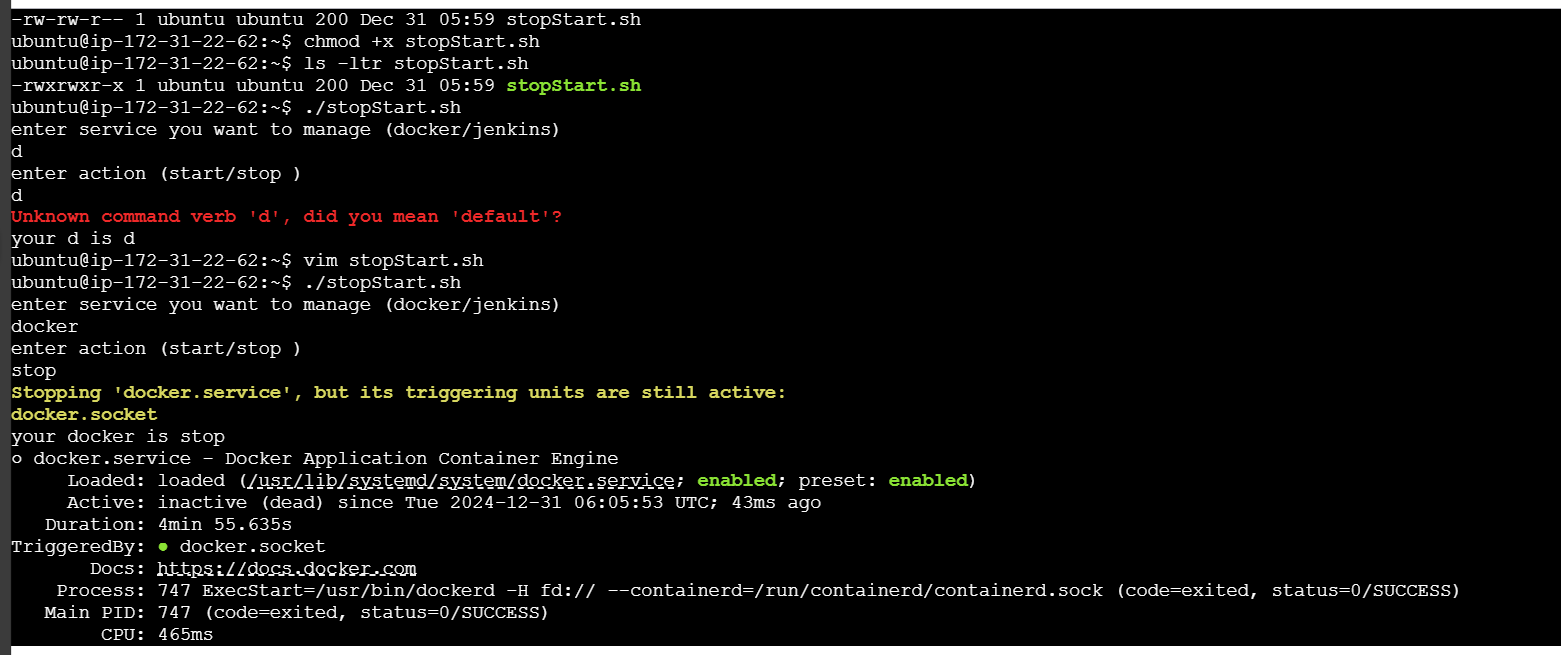 -rw-rw-r-- 1 ubuntu ubuntu 200 Dec 31 05:59 stopStart.sh
ubuntu@ip-172-31-22-62:~$ chmod +x stopStart.sh
ubuntu@ip-172-31-22-62:~$ ls -ltr stopStart.sh
-rwxrwxr-x 1 ubuntu ubuntu 200 Dec 31 05:59 stopStart.sh
ubuntu@ip-172-31-22-62:~$ ./stopStart.sh
enter service you want to manage (docker/jenkins)
d
enter action (start/stop )
d
Unknown command verb 'd', did you mean 'default'?
your d is d
ubuntu@ip-172-31-22-62:~$ vim stopStart.sh
ubuntu@ip-172-31-22-62:~$ ./stopStart.sh
enter service you want to manage (docker/jenkins)
docker
enter action (start/stop )
stop
Stopping 'docker.service', but its triggering units are still active:
docker.socket
your docker is stop
○ docker.service - Docker Application Container Engine
     Loaded: loaded (/usr/lib/systemd/system/docker.service; enabled; preset: enabled)
     Active: inactive (dead) since Tue 2024-12-31 06:05:53 UTC; 43ms ago
   Duration: 4min 55.635s
TriggeredBy: ● docker.socket
       Docs: https://docs.docker.com
    Process: 747 ExecStart=/usr/bin/dockerd -H fd:// --containerd=/run/containerd/containerd.sock (code=exited, status=0/SUCCESS)
   Main PID: 747 (code=exited, status=0/SUCCESS)
        CPU: 465ms